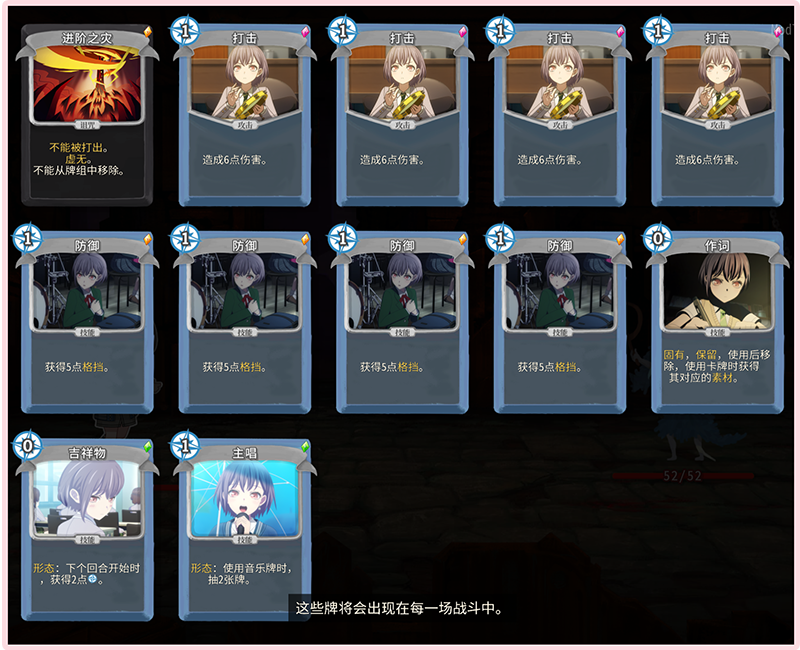 进阶之灾
诅咒
不能被打出。
虚无。
不能从牌组中移除。
1
打击
攻击
造成6点伤害。
1
打击
攻击
造成6点伤害。
1
打击
攻击
造成6点伤害。
1
打击
攻击
造成6点伤害。
1
防御
技能
获得5点格挡。
1
防御
技能
获得5点格挡。
1
防御
技能
获得5点格挡。
1
防御
技能
获得5点格挡。
0
作词
技能
固有，保留，使用后移
除，使用卡牌时获得
其对应的素材。
52/52
0
吉祥物
技能
形态：下个回合开始时
，获得2点。
1
主唱
技能
形态：使用音乐牌时，
抽2张牌。
这些牌将会出现在每一场战斗中。